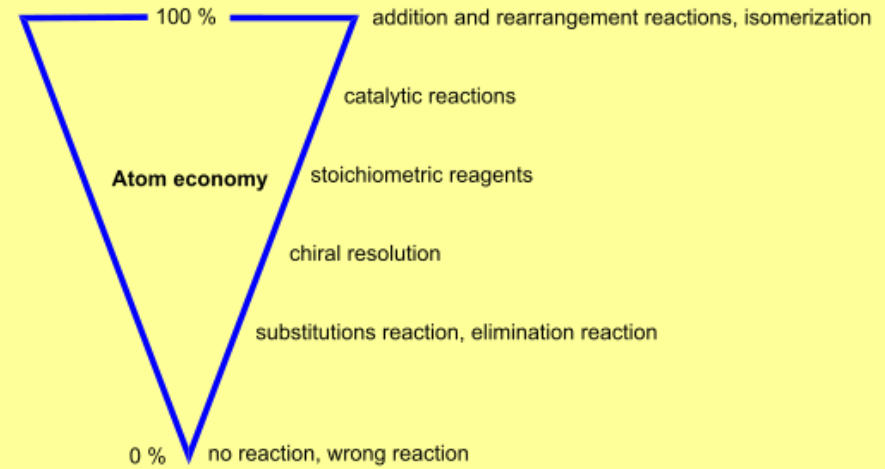 100 %
addition and rearrangement reactions, isomerization
catalytic reactions
Atom economy
stoichiometric reagents
chiral resolution
substitutions reaction, elimination reaction
0 %
no reaction, wrong reaction